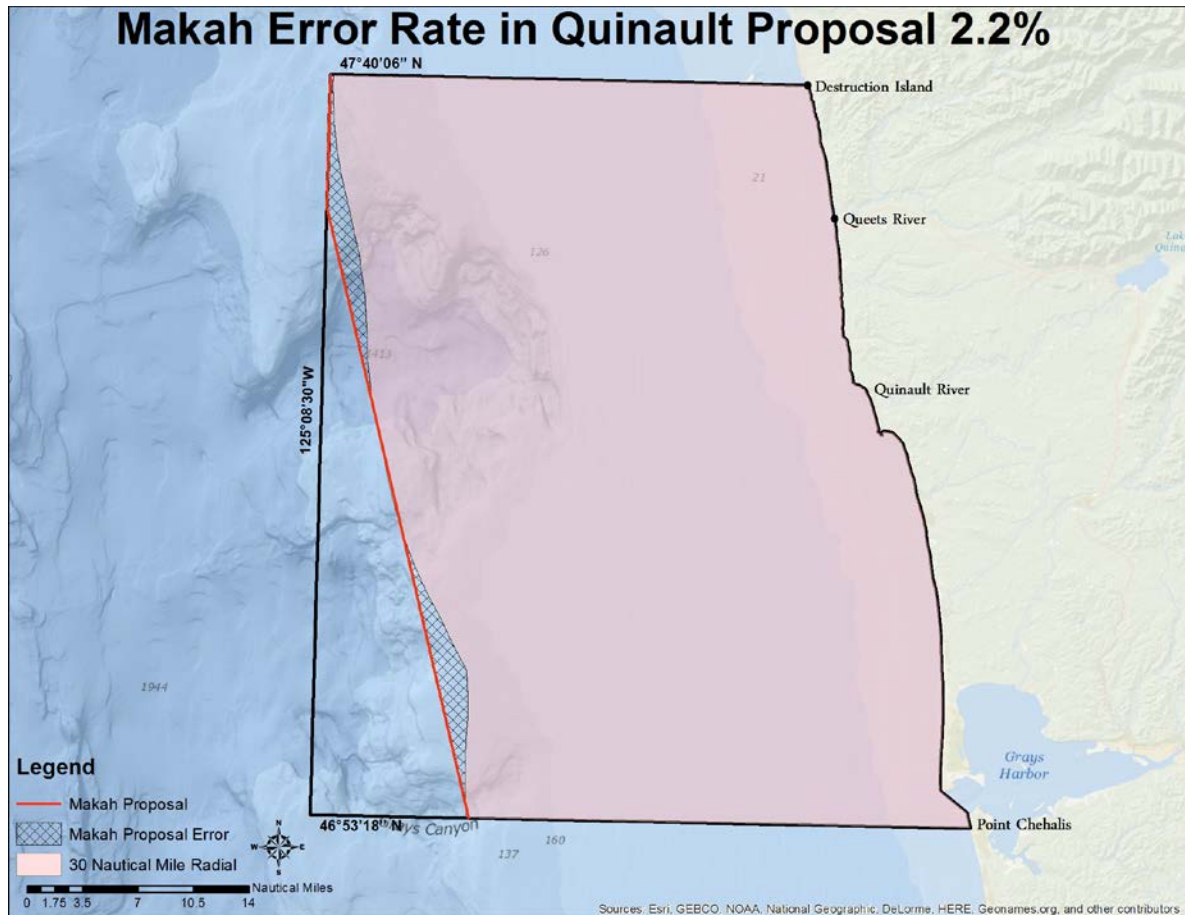 Makah Error Rate in Quinault Proposal 2.2%
47°40'06" N
Destruction Island
21
Queets River
Lake
126
2413
Quinault River
125°08'30"W
1944
Grays
Harbor
Legend
Makah Proposal
46°53'18" N
Canyon
Point Chehalis
Makah Proposal Error
160
30 Nautical Mile Radial
N
W
E
S
137
Nautical Miles
0 1.75 3.5 7 10.5 14
Sources: Esri, GEBCO, NOAA, National Geographic, DeLorme, HERE, Geonames.org, and other contributors